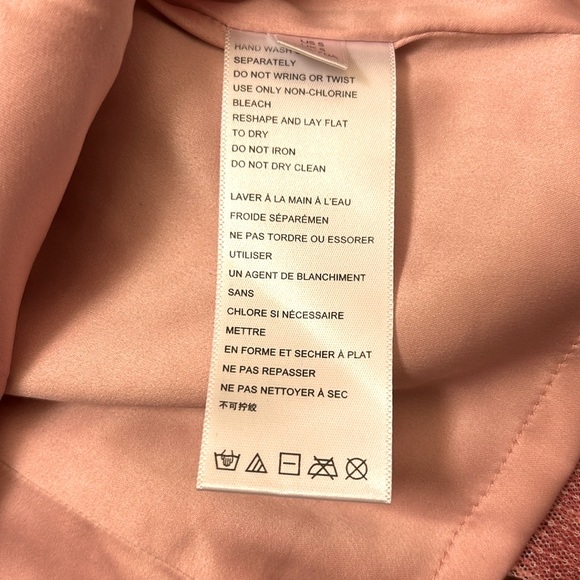 US S
HAND WASH
SEPARATELY
DO NOT WRING OR TWIST
USE ONLY NON-CHLORINE
BLEACH
RESHAPE AND LAY FLAT
TO DRY
DO NOT IRON
DO NOT DRY CLEAN
LAVER À LA MAIN À L'EAU
FROIDE SÉPARÉMEN
NE PAS TORDRE OU ESSORER
UTILISER
UN AGENT DE BLANCHIMENT
SANS
CHLORE SI NÉCESSAIRE
METTRE
EN FORME ET SECHER À PLAT
NE PAS REPASSER
NE PAS NETTOYER À SEC
不可拧绞